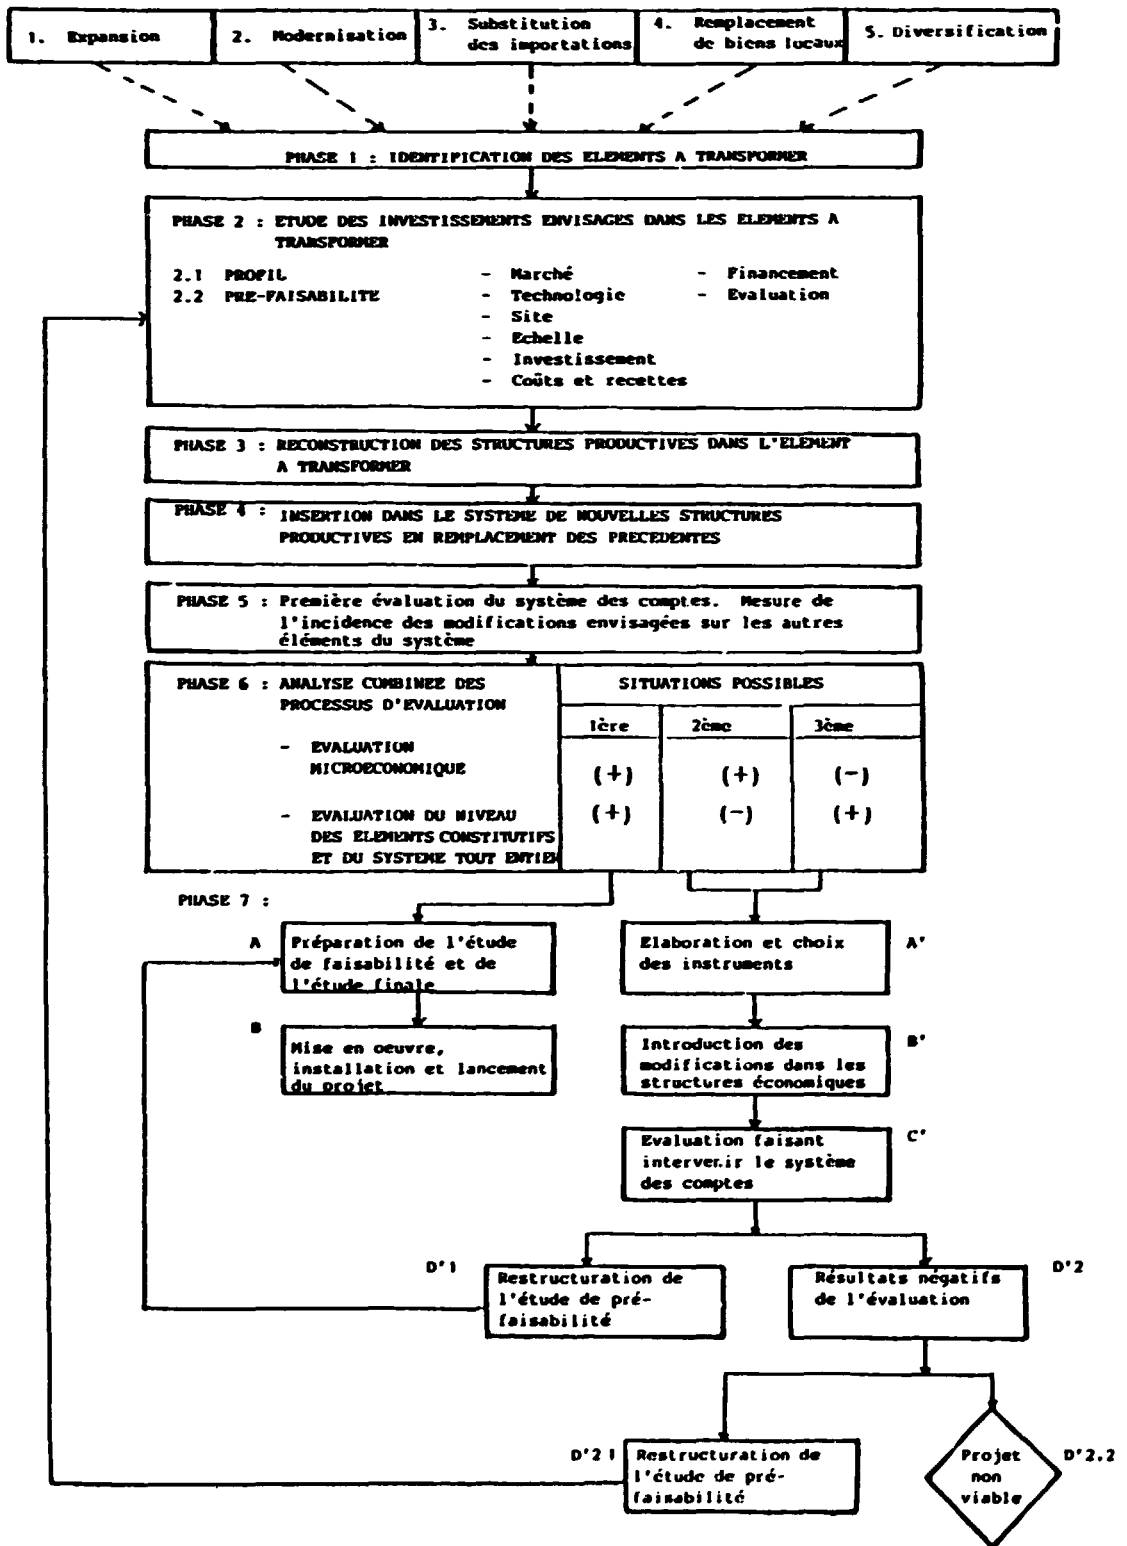 1. Expansion
2. Modernisation
3. Substitution
des importations
4. Remplacement
de biens locaux
5. Diversification
PHASE 1 : IDENTIFICATION DES ELEMENTS A TRANSFORMER
PHASE 2 : ETUDE DES INVESTISSEMENTS ENVISAGES DANS LES ELEMENTS A
TRANSFORMER
2.1 PROFIL
2.2 PRE-FAISABILITE
- Marché
- Technologie
- Site
- Echelle
- Investissement
- Coûts et recettes
- Financement
- Evaluation
PHASE 3 : RECONSTRUCTION DES STRUCTURES PRODUCTIVES DANS L'ELEMENT
A TRANSFORMER
PHASE 4 : INSERTION DANS LE SYSTEME DE NOUVELLES STRUCTURES
PRODUCTIVES EN REMPLACEMENT DES PRECEDENTES
PHASE 5 : Première évaluation du système des comptes. Mesure de
l'incidence des modifications envisagées sur les autres
éléments du système
PHASE 6 : ANALYSE COMBINEE DES
PROCESSUS D'EVALUATION
- EVALUATION
MICROECONOMIQUE
- EVALUATION DU NIVEAU
DES ELEMENTS CONSTITUTIFS
ET DU SYSTEME TOUT ENTIER
SITUATIONS POSSIBLES
1ère 2ème 3ème
(+) (+) (-)
(+) (-) (+)
PHASE 7 :
A
Préparation de l'étude
de faisabilité et de
l'étude finale
Elaboration et choix
des instruments
A'
B
Mise en oeuvre,
installation et lancement
du projet
Introduction des
modifications dans les
structures économiques
B'
Evaluation faisant
intervenir le système
des comptes
C'
D'1
Restructuration de
l'étude de pré-
faisabilité
Résultats négatifs
de l'évaluation
D'2
D'2 1
Restructuration de
l'étude de pré-
faisabilité
Projet
non
viable
D'2.2